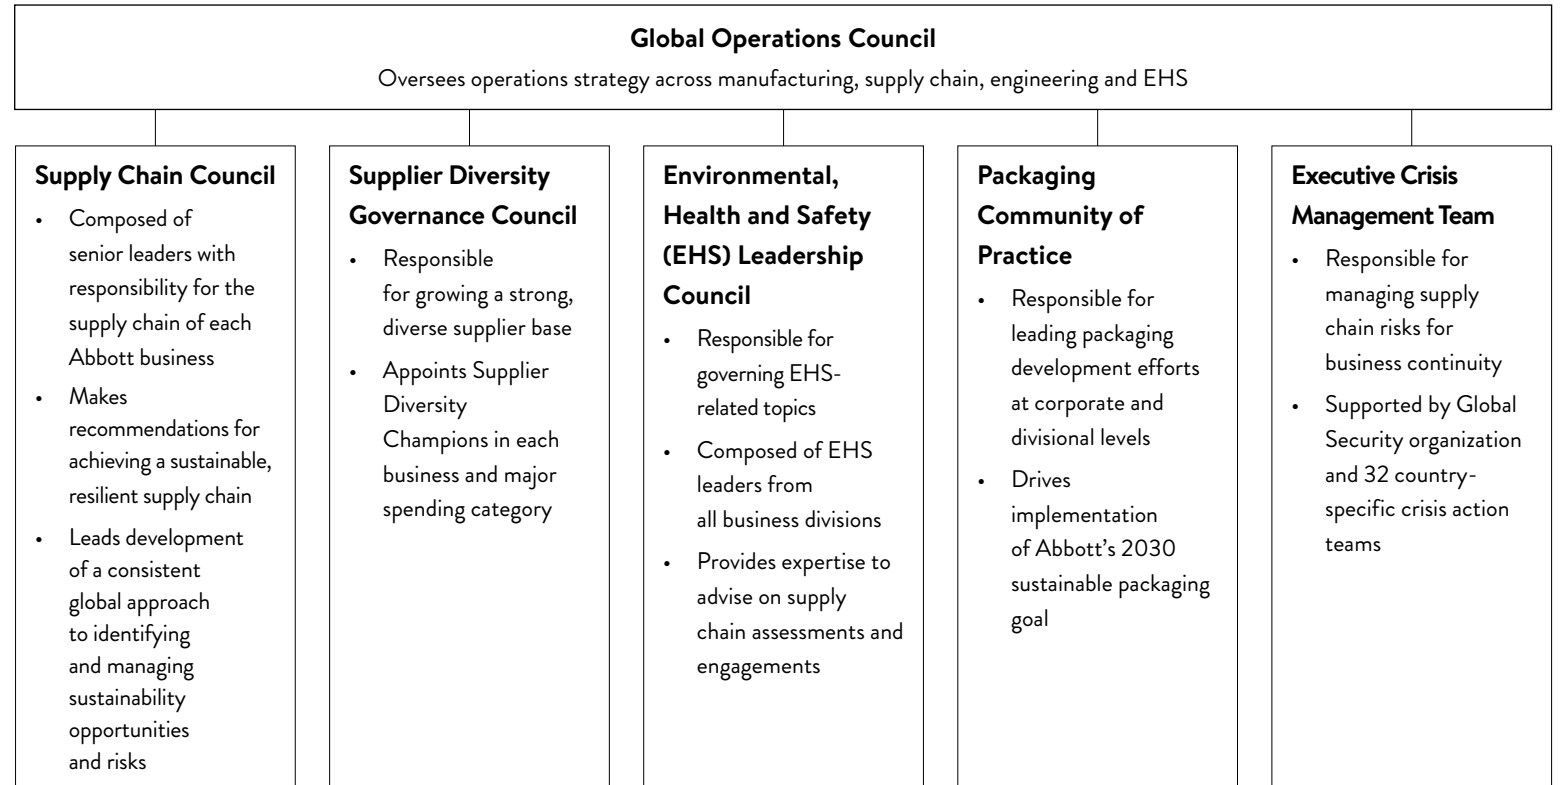 Global Operations Council
Oversees operations strategy across manufacturing, supply chain, engineering and EHS
Supply Chain Council
• Composed of
senior leaders with
responsibility for the
supply chain of each
Abbott business
• Makes
recommendations for
achieving a sustainable,
resilient supply chain
• Leads development
of a consistent
global approach
to identifying
and managing
sustainability
opportunities
and risks
Supplier Diversity
Governance Council
• Responsible
for growing a strong,
diverse supplier base
• Appoints Supplier
Diversity
Champions in each
business and major
spending category
Environmental,
Health and Safety
(EHS) Leadership
Council
• Responsible for
governing EHS-
related topics
• Composed of EHS
leaders from
all business divisions
• Provides expertise to
advise on supply
chain assessments and
engagements
Packaging
Community of
Practice
• Responsible for
leading packaging
development efforts
at corporate and
divisional levels
• Drives
implementation
of Abbott’s 2030
sustainable packaging
goal
Executive Crisis
Management Team
• Responsible for
managing supply
chain risks for
business continuity
• Supported by Global
Security organization
and 32 country-
specific crisis action
teams